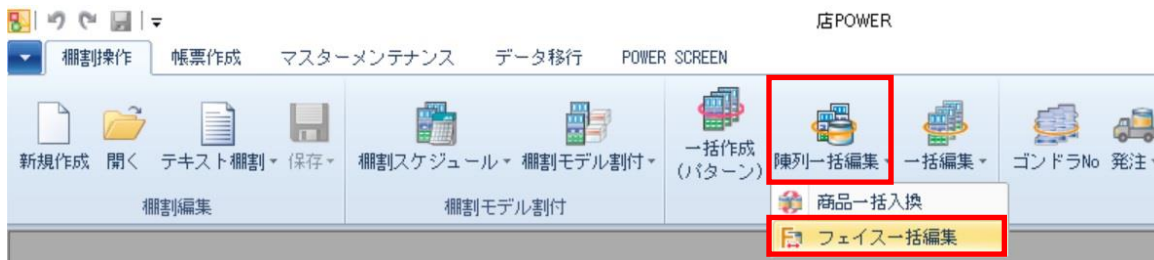 店POWER
棚割操作 帳票作成 マスターメンテナンス データ移行 POWER SCREEN
新規作成 開く テキスト棚割 保存 棚割スケジュール 棚割モデル割付 一括作成 (パターン) 陳列一括編集 一括編集 ゴンドラNo 発注
棚割編集 棚割モデル割付
商品一括入換
フェイス一括編集